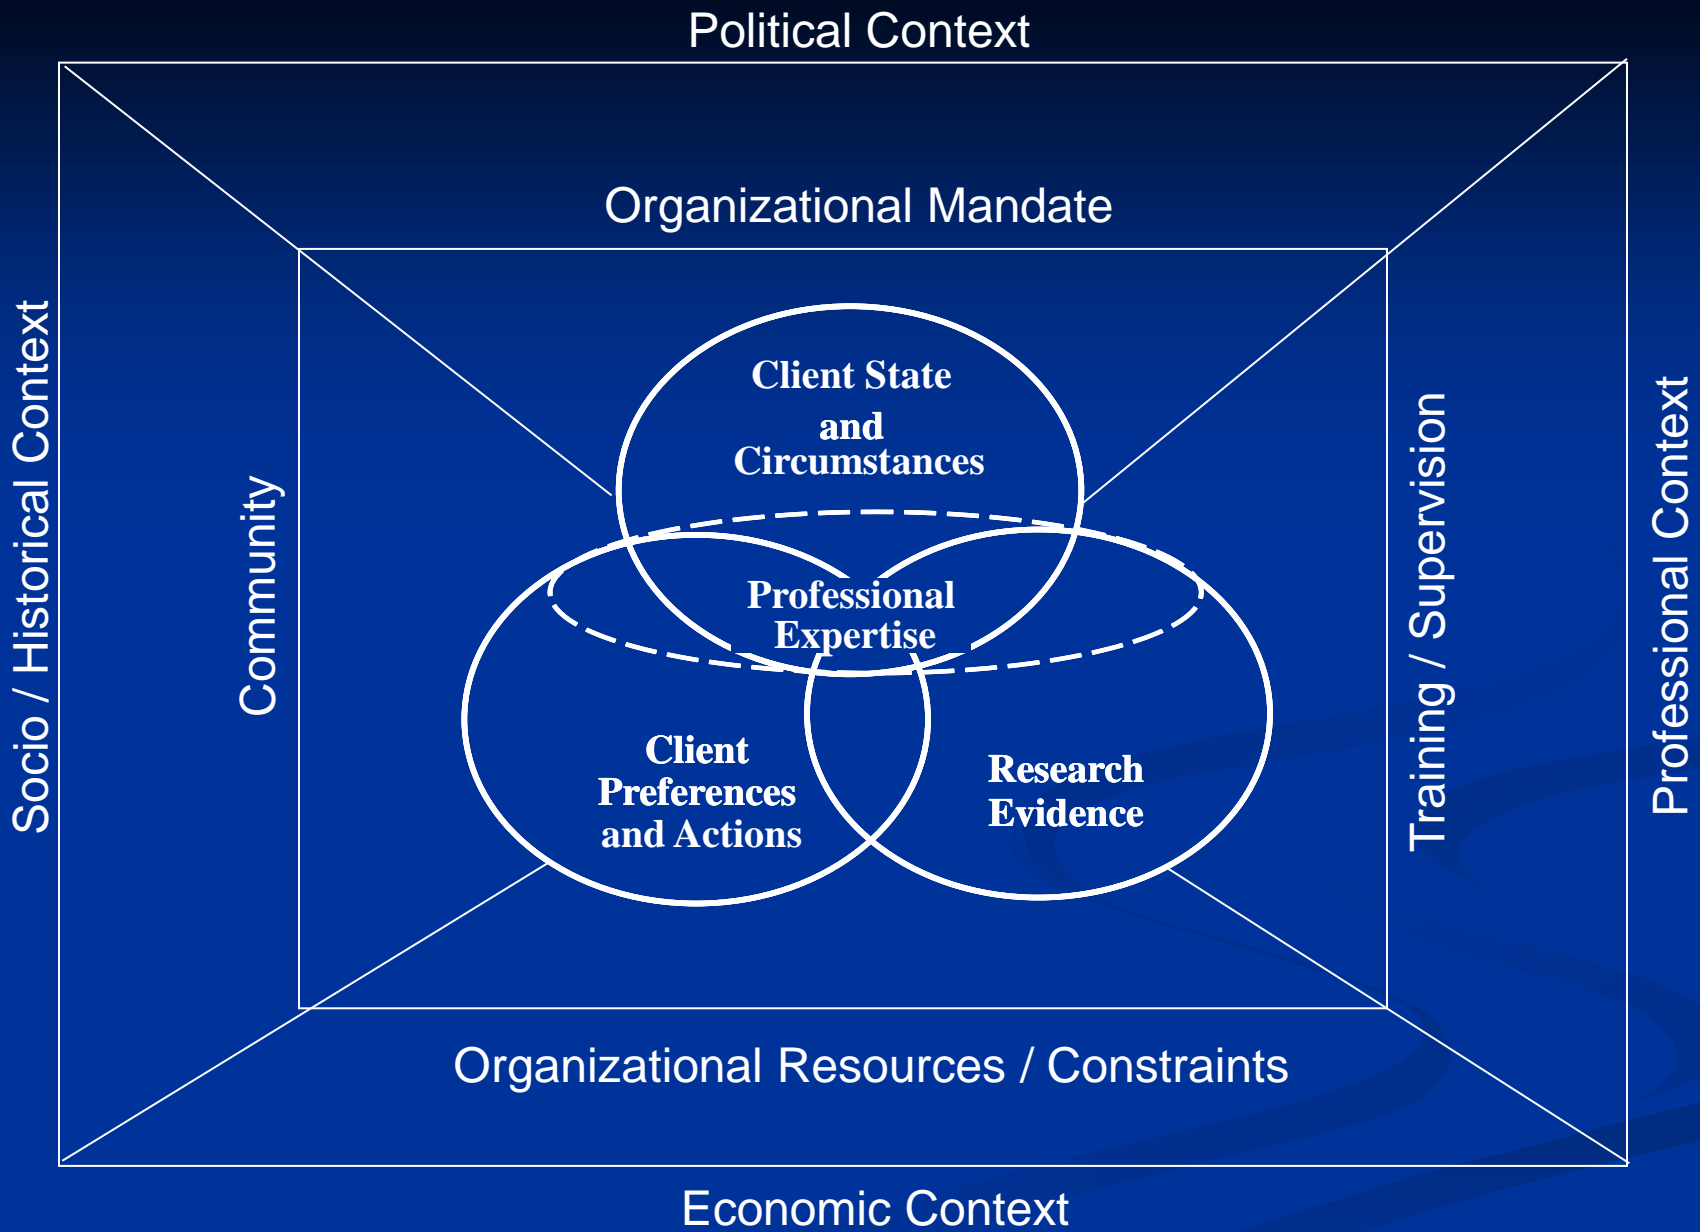 Political Context
Organizational Mandate
Socio / Historical Context
Community
Client State
and
Circumstances
Professional
Expertise
Client
Preferences
and Actions
Research
Evidence
Training / Supervision
Professional Context
Organizational Resources / Constraints
Economic Context